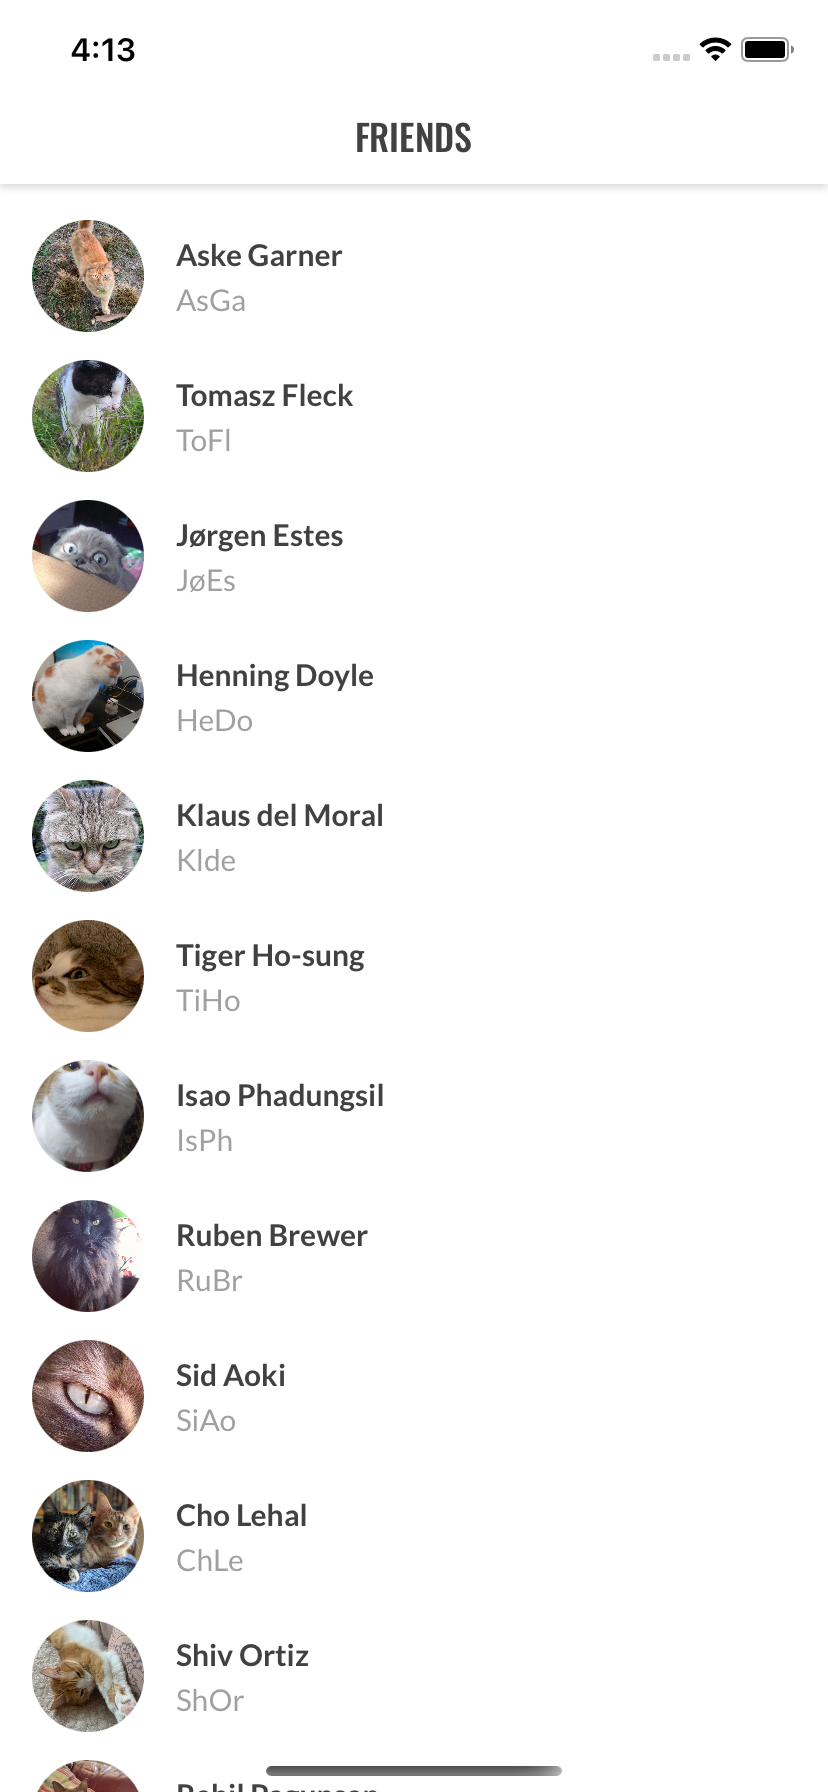 4:13
FRIENDS
Aske Garner
AsGa
Tomasz Fleck
ToFl
Jørgen Estes
JøEs
Henning Doyle
HeDo
Klaus del Moral
Klde
Tiger Ho-sung
TiHo
Isao Phadungsil
IsPh
Ruben Brewer
RuBr
Sid Aoki
SiAo
Cho Lehal
ChLe
Shiv Ortiz
ShOr